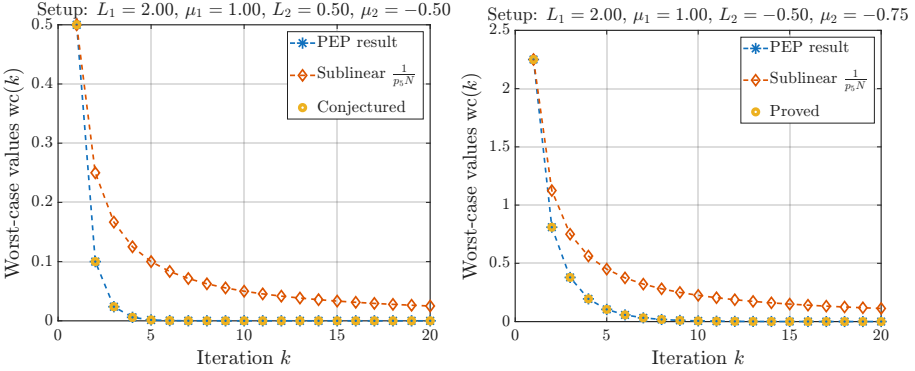 Setup: L₁ = 2.00, μ₁ = 1.00, L₂ = 0.50, μ₂ = −0.50
0.5
0.4
0.3
0.2
0.1
0
0 5 10 15 20
Worst-case values wc(k)
Iteration k
PEP result
Sublinear 1/(p₅N)
Conjectured
Setup: L₁ = 2.00, μ₁ = 1.00, L₂ = −0.50, μ₂ = −0.75
2.5
2
1.5
1
0.5
0
0 5 10 15 20
Worst-case values wc(k)
Iteration k
PEP result
Sublinear 1/(p₅N)
Proved